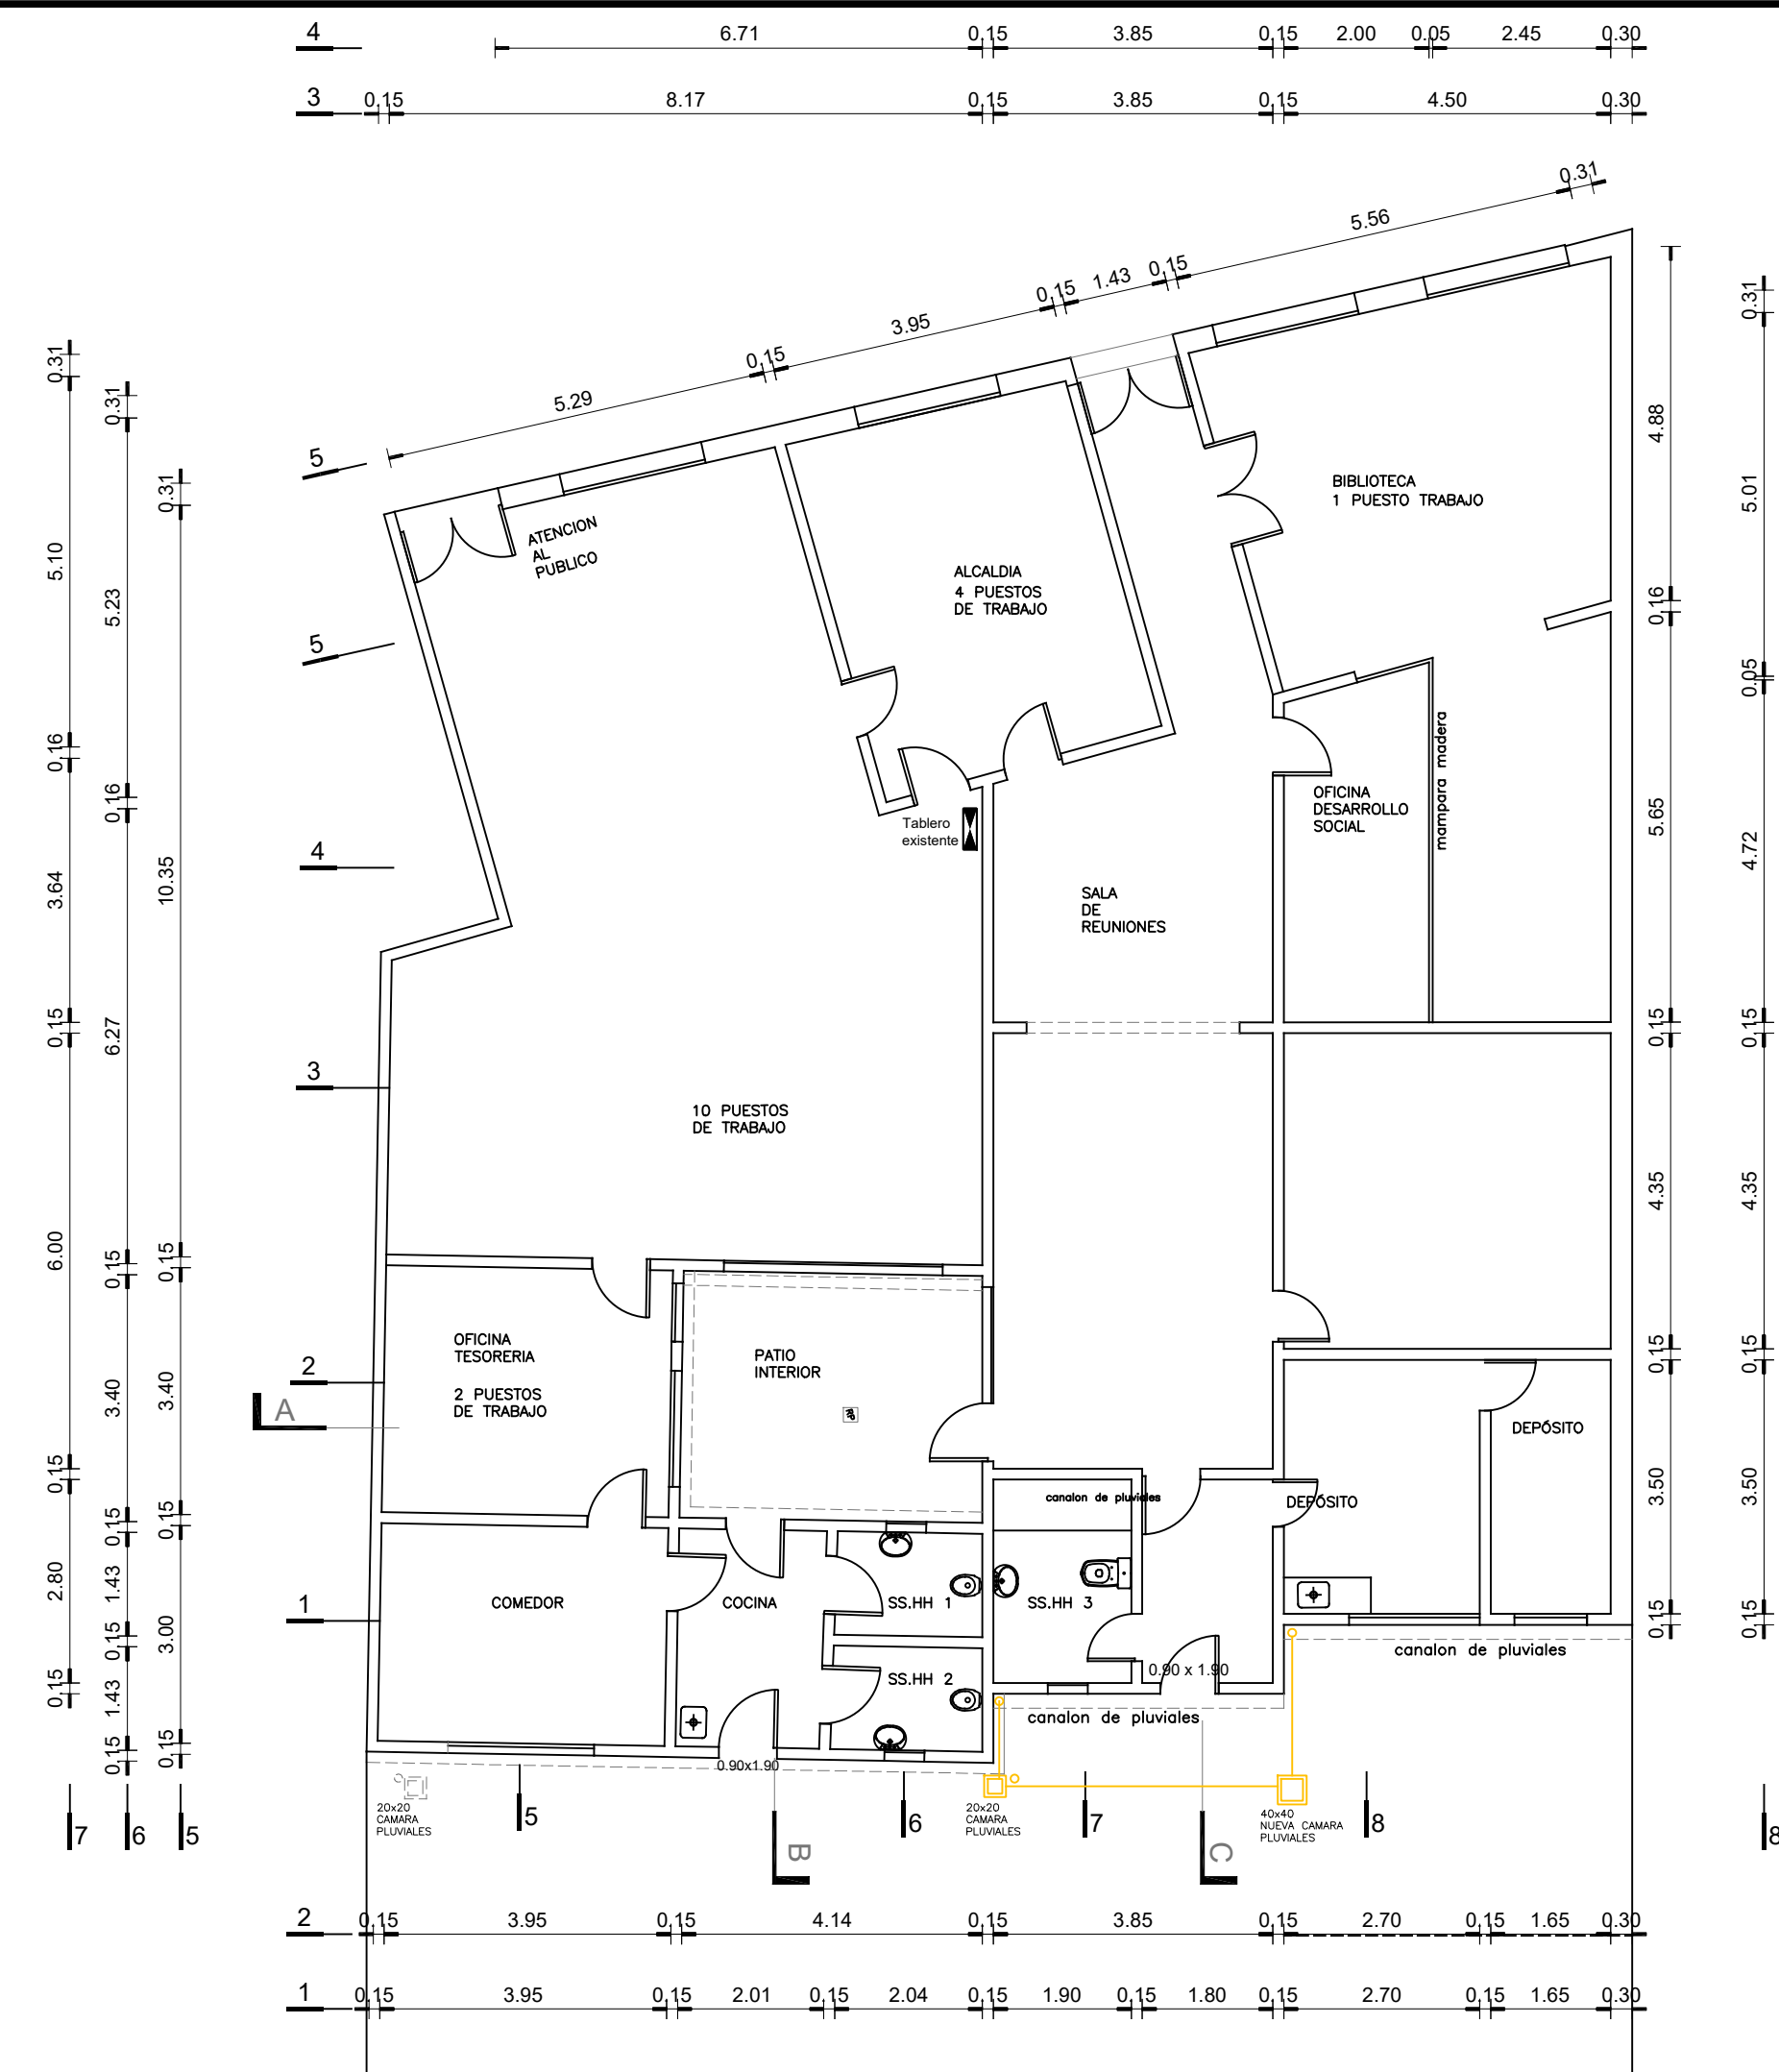 4
6.71
0.15
3.85
0.15
2.00
0.05
2.45
0.30
3
0.15
8.17
0.15
3.85
0.15
4.50
0.30
5.29
0.15
3.95
0.15
1.43
0.15
5.56
0.31
0.31
5.10
0.16
3.64
0.15
6.00
0.15
2.80
0.15
7
0.31
5.23
0.16
6.27
0.15
3.40
0.15
1.43
0.15
1.43
0.15
6
0.31
10.35
0.15
3.40
0.15
3.00
0.15
5
5
5
4
3
2
A
1
ATENCION
AL
PUBLICO
ALCALDIA
4 PUESTOS
DE TRABAJO
BIBLIOTECA
1 PUESTO TRABAJO
OFICINA
DESARROLLO
SOCIAL
mampara madera
Tablero
existente
SALA
DE
REUNIONES
10 PUESTOS
DE TRABAJO
OFICINA
TESORERIA
2 PUESTOS
DE TRABAJO
PATIO
INTERIOR
RP
DEPÓSITO
DEPÓSITO
canalon de pluviales
COMEDOR
COCINA
SS.HH 1
SS.HH 2
SS.HH 3
0.90 x 1.90
canalon de pluviales
canalon de pluviales
0.90x1.90
20x20
CAMARA
PLUVIALES
20x20
CAMARA
PLUVIALES
40x40
NUEVA CAMARA
PLUVIALES
5
6
7
8
B
C
4.88
0.16
5.65
0.15
4.35
0.15
3.50
0.15
0.31
5.01
0.05
4.72
0.15
4.35
0.15
3.50
0.15
8
2
0.15
3.95
0.15
4.14
0.15
3.85
0.15
2.70
0.15
1.65
0.30
1
0.15
3.95
0.15
2.01
0.15
2.04
0.15
1.90
0.15
1.80
0.15
2.70
0.15
1.65
0.30